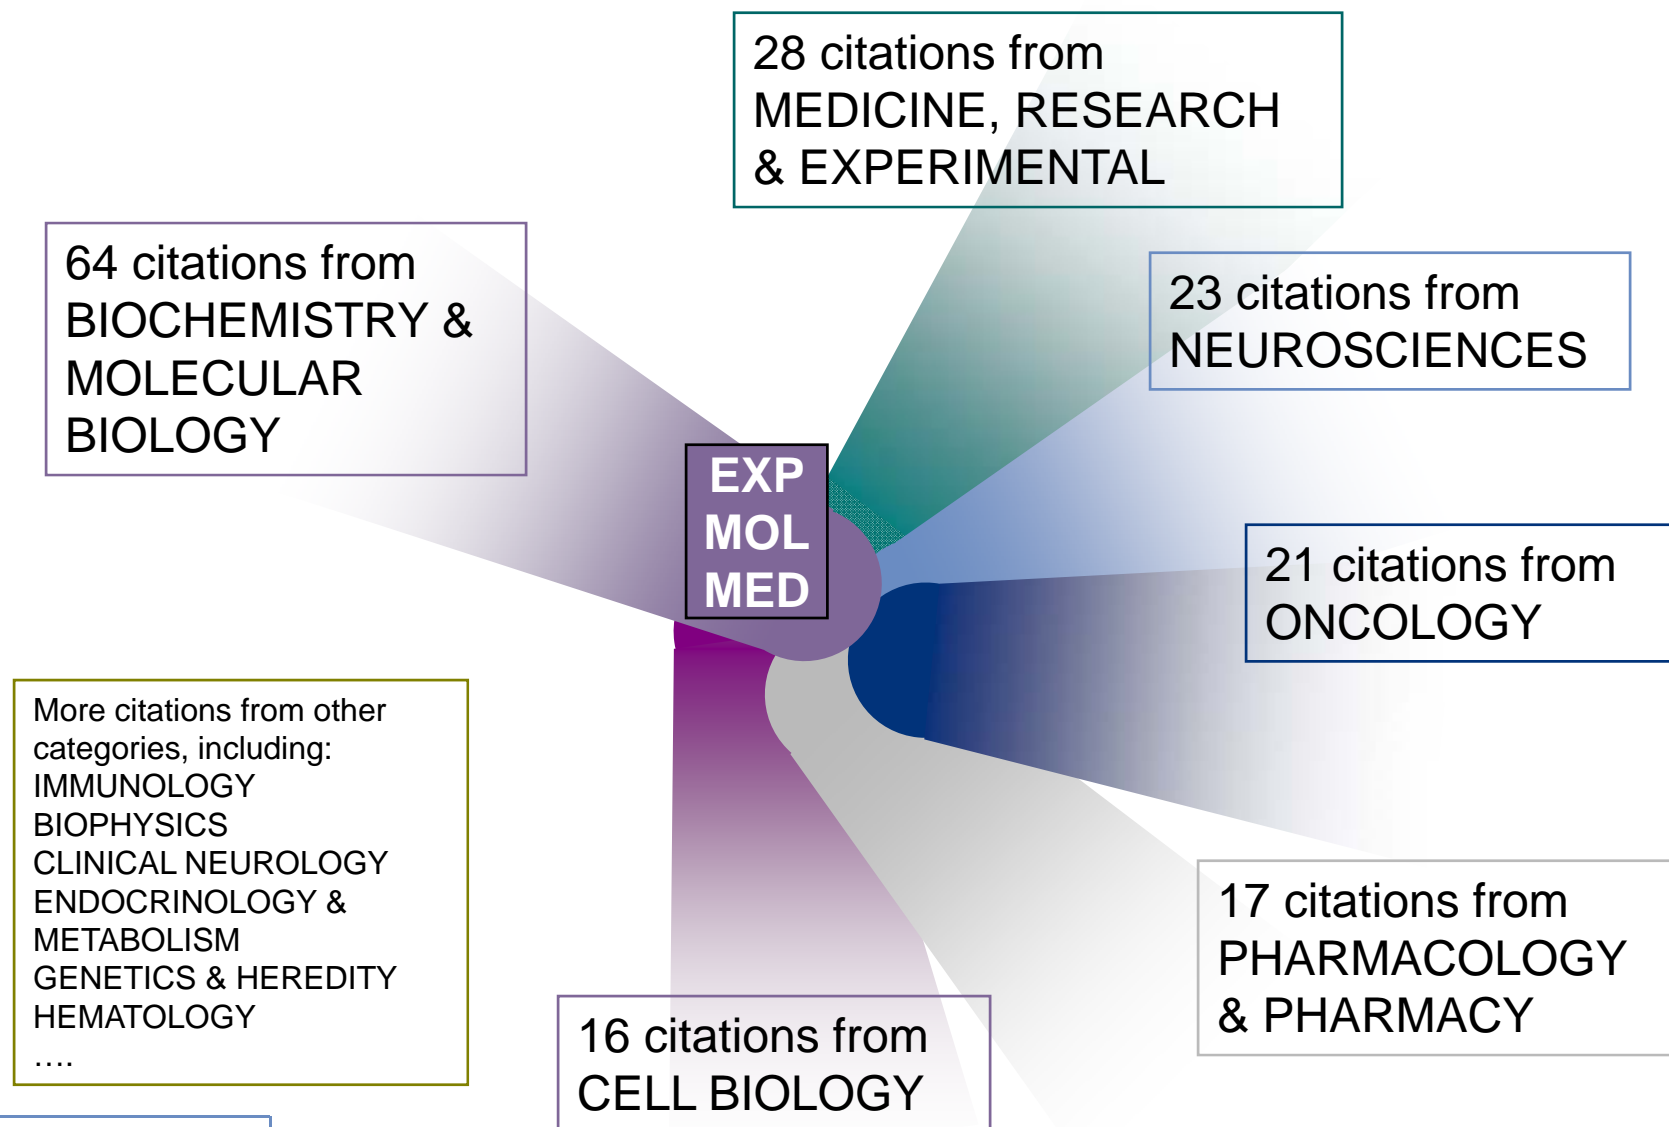 28 citations from
MEDICINE, RESEARCH
& EXPERIMENTAL
64 citations from
BIOCHEMISTRY &
MOLECULAR
BIOLOGY
23 citations from
NEUROSCIENCES
EXP
MOL
MED
21 citations from
ONCOLOGY
More citations from other
categories, including:
IMMUNOLOGY
BIOPHYSICS
CLINICAL NEUROLOGY
ENDOCRINOLOGY &
METABOLISM
GENETICS & HEREDITY
HEMATOLOGY
….
17 citations from
PHARMACOLOGY
& PHARMACY
16 citations from
CELL BIOLOGY